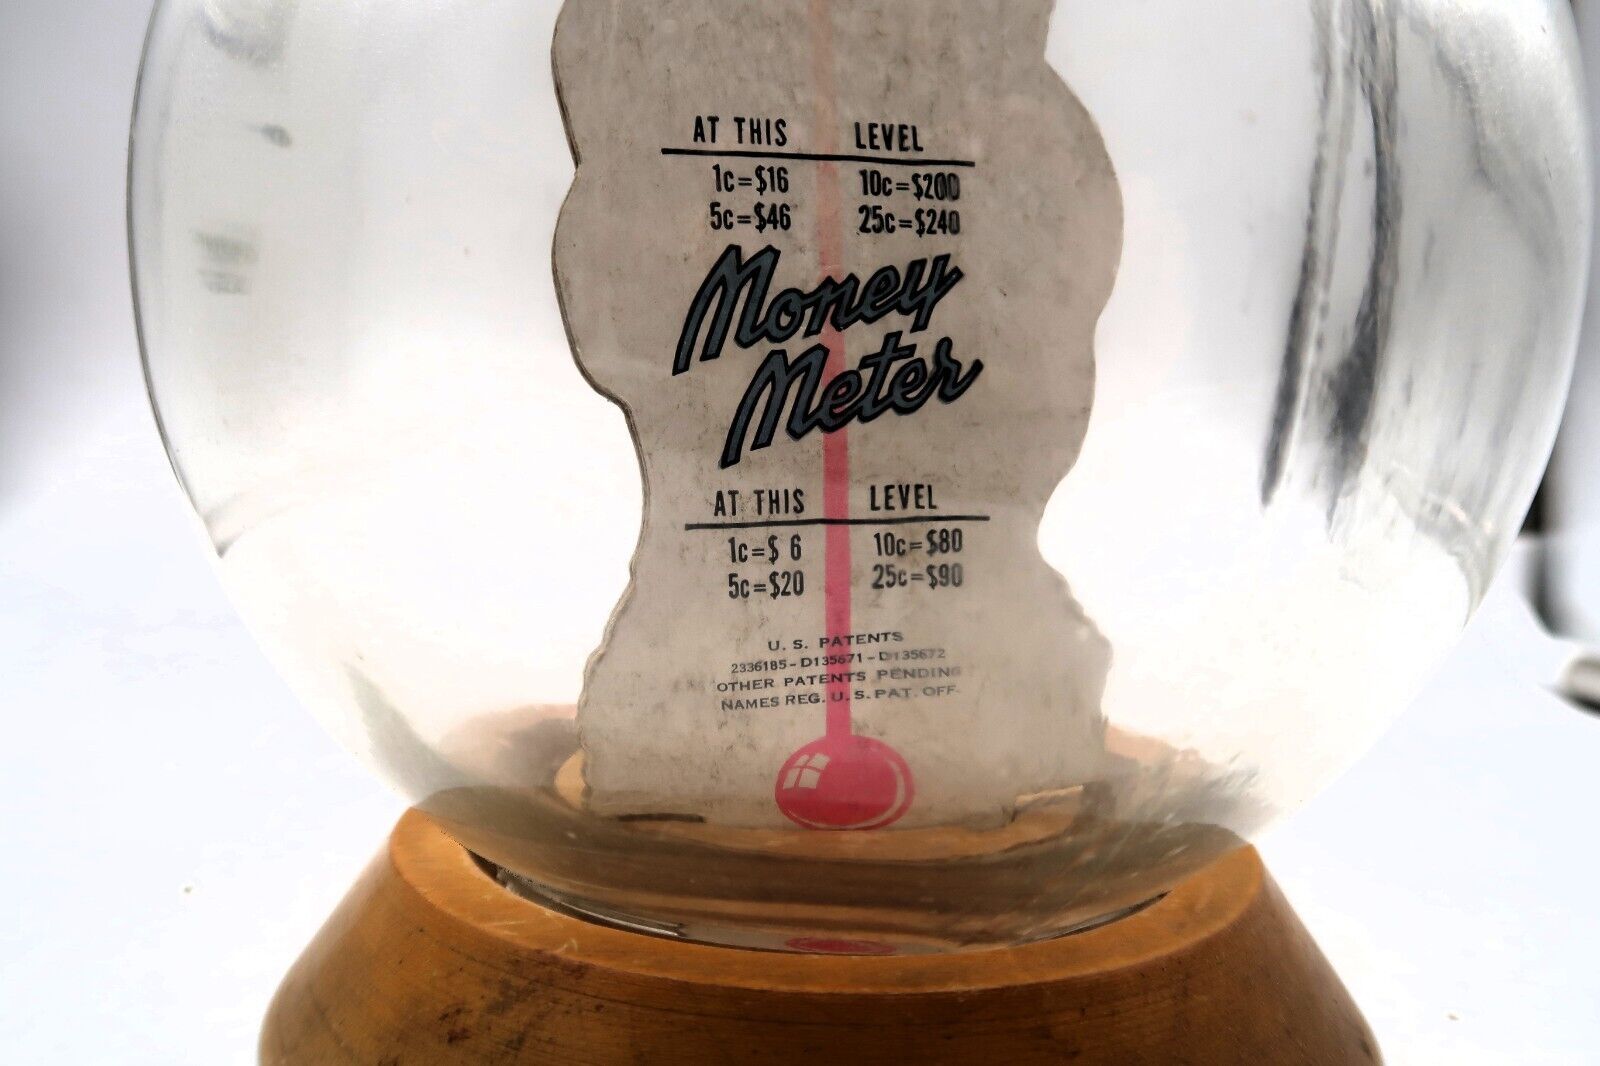 AT THIS LEVEL
1c=$16 10c=$200
5c=$46 25c=$240
Money
Meter
AT THIS LEVEL
1c=$ 6 10c=$80
5c=$20 25c=$90
U. S. PATENTS
2336185-D135671-D135672
OTHER PATENTS PENDING
NAMES REG. U. S. PAT. OFF.